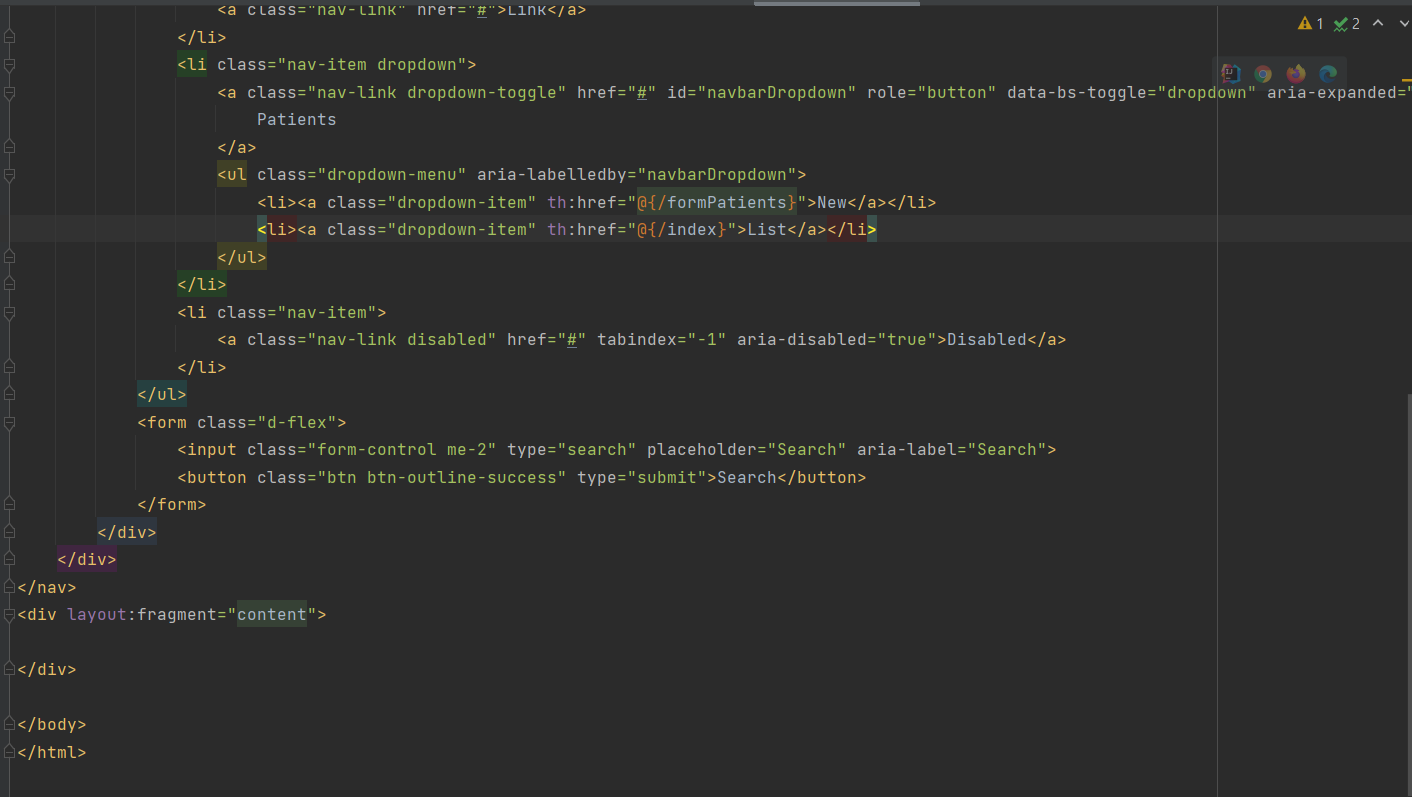 <a class="nav-link" href="#">Link</a>
</li>
<li class="nav-item dropdown">
<a class="nav-link dropdown-toggle" href="#" id="navbarDropdown" role="button" data-bs-toggle="dropdown" aria-expanded="
Patients
</a>
<ul class="dropdown-menu" aria-labelledby="navbarDropdown">
<li><a class="dropdown-item" th:href="@{/formPatients}">New</a></li>
<li><a class="dropdown-item" th:href="@{/index}">List</a></li>
</ul>
</li>
<li class="nav-item">
<a class="nav-link disabled" href="#" tabindex="-1" aria-disabled="true">Disabled</a>
</li>
</ul>
<form class="d-flex">
<input class="form-control me-2" type="search" placeholder="Search" aria-label="Search">
<button class="btn btn-outline-success" type="submit">Search</button>
</form>
</div>
</div>
</nav>
<div layout:fragment="content">
</div>
</body>
</html>
1 2